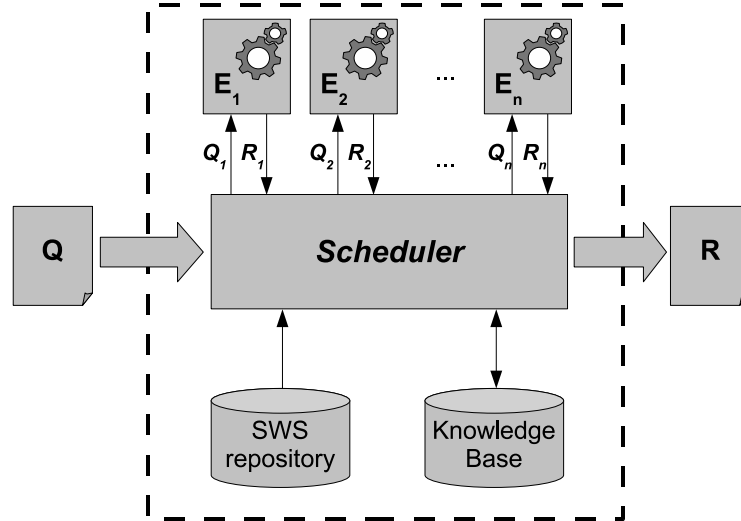 E1 E2 ... En
Q1 R1 Q2 R2 ... Qn Rn
Q Scheduler R
SWS Knowledge
repository Base